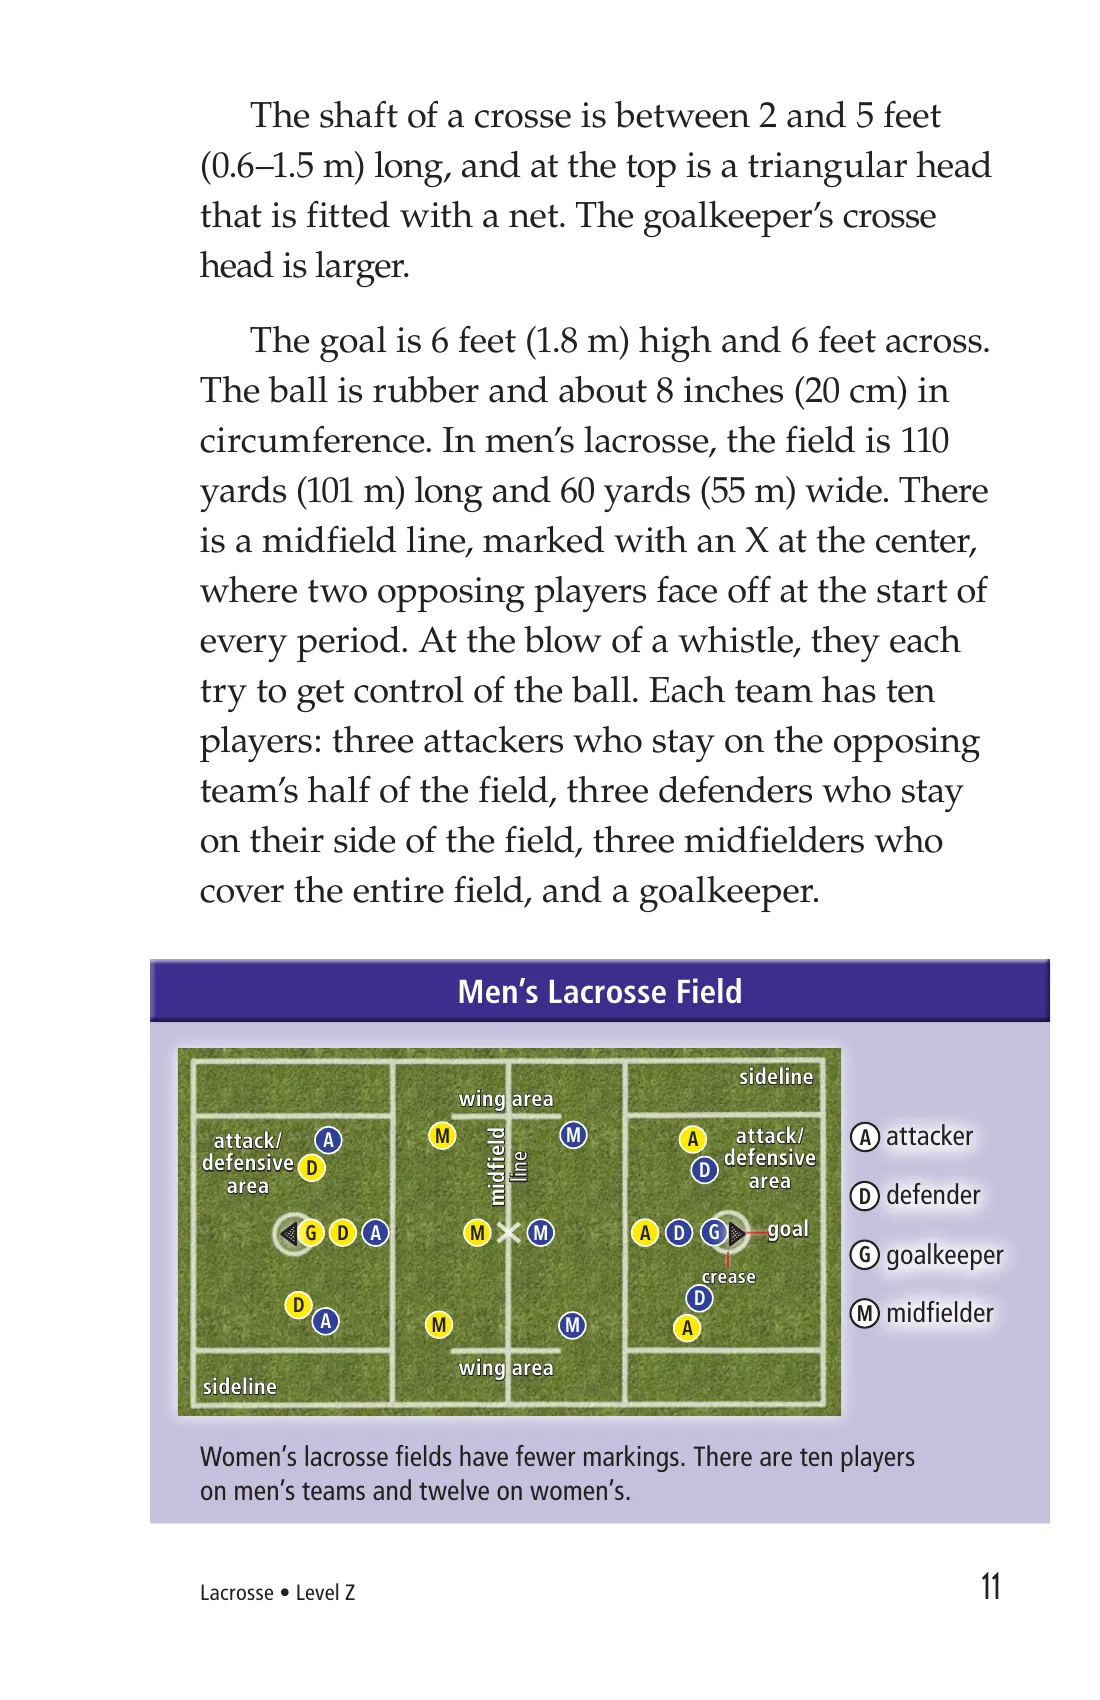 The shaft of a crosse is between 2 and 5 feet
(0.6–1.5 m) long, and at the top is a triangular head
that is fitted with a net. The goalkeeper’s crosse
head is larger.
The goal is 6 feet (1.8 m) high and 6 feet across.
The ball is rubber and about 8 inches (20 cm) in
circumference. In men’s lacrosse, the field is 110
yards (101 m) long and 60 yards (55 m) wide. There
is a midfield line, marked with an X at the center,
where two opposing players face off at the start of
every period. At the blow of a whistle, they each
try to get control of the ball. Each team has ten
players: three attackers who stay on the opposing
team’s half of the field, three defenders who stay
on their side of the field, three midfielders who
cover the entire field, and a goalkeeper.
Men’s Lacrosse Field
sideline
wing area
attack/
defensive
area
A
D
M
midfield
line
M
A
D
attack/
defensive
area
G
D
A
M
M
A
D
G
goal
crease
D
A
M
M
D
A
wing area
sideline
A attacker
D defender
G goalkeeper
M midfielder
Women’s lacrosse fields have fewer markings. There are ten players
on men’s teams and twelve on women’s.
Lacrosse • Level Z
11